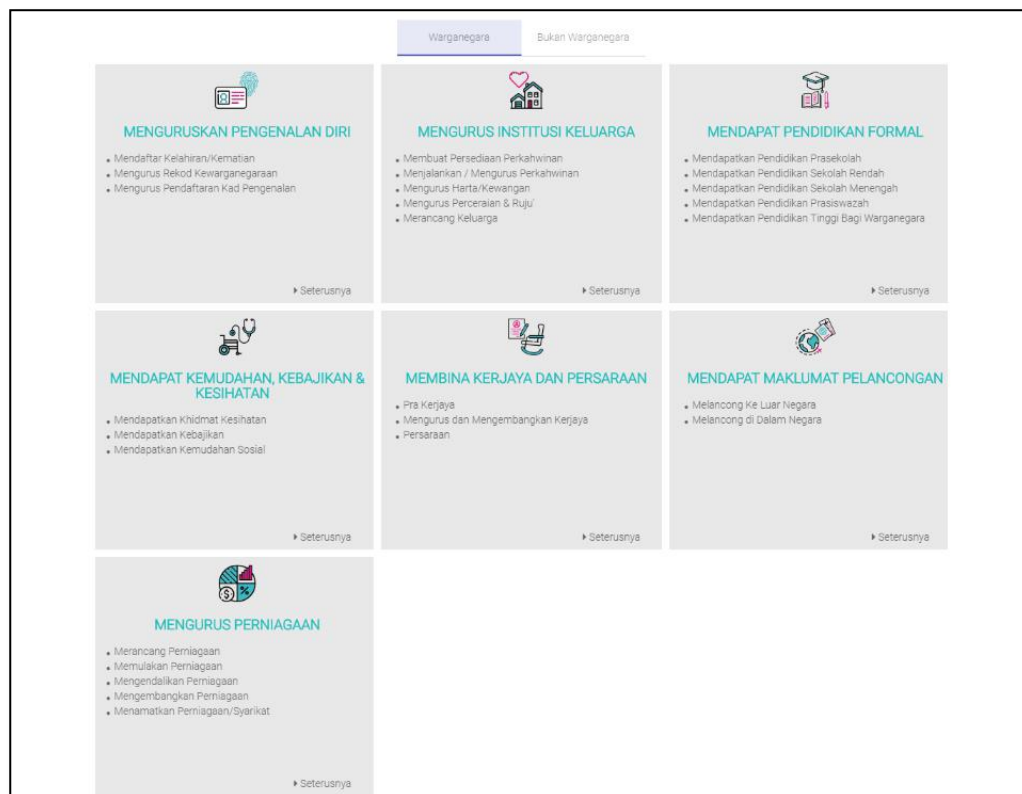 Warganegara
Bukan Warganegara
MENGURUSKAN PENGENALAN DIRI
• Mendaftar Kelahiran/Kematian
• Mengurus Rekod Kewarganegaraan
• Mengurus Pendaftaran Kad Pengenalan
▸ Seterusnya
MENGURUS INSTITUSI KELUARGA
• Membuat Persediaan Perkahwinan
• Menjalankan / Mengurus Perkahwinan
• Mengurus Harta/Kewangan
• Mengurus Perceraian & Ruju'
• Merancang Keluarga
▸ Seterusnya
MENDAPAT PENDIDIKAN FORMAL
• Mendapatkan Pendidikan Prasekolah
• Mendapatkan Pendidikan Sekolah Rendah
• Mendapatkan Pendidikan Sekolah Menengah
• Mendapatkan Pendidikan Prasiswazah
• Mendapatkan Pendidikan Tinggi Bagi Warganegara
▸ Seterusnya
MENDAPAT KEMUDAHAN, KEBAJIKAN &
KESIHATAN
• Mendapatkan Khidmat Kesihatan
• Mendapatkan Kebajikan
• Mendapatkan Kemudahan Sosial
▸ Seterusnya
MEMBINA KERJAYA DAN PERSARAAN
• Pra Kerjaya
• Mengurus dan Mengembangkan Kerjaya
• Persaraan
▸ Seterusnya
MENDAPAT MAKLUMAT PELANCONGAN
• Melancong Ke Luar Negara
• Melancong di Dalam Negara
▸ Seterusnya
MENGURUS PERNIAGAAN
• Merancang Perniagaan
• Memulakan Perniagaan
• Mengendalikan Perniagaan
• Mengembangkan Perniagaan
• Menamatkan Perniagaan/Syarikat
▸ Seterusnya